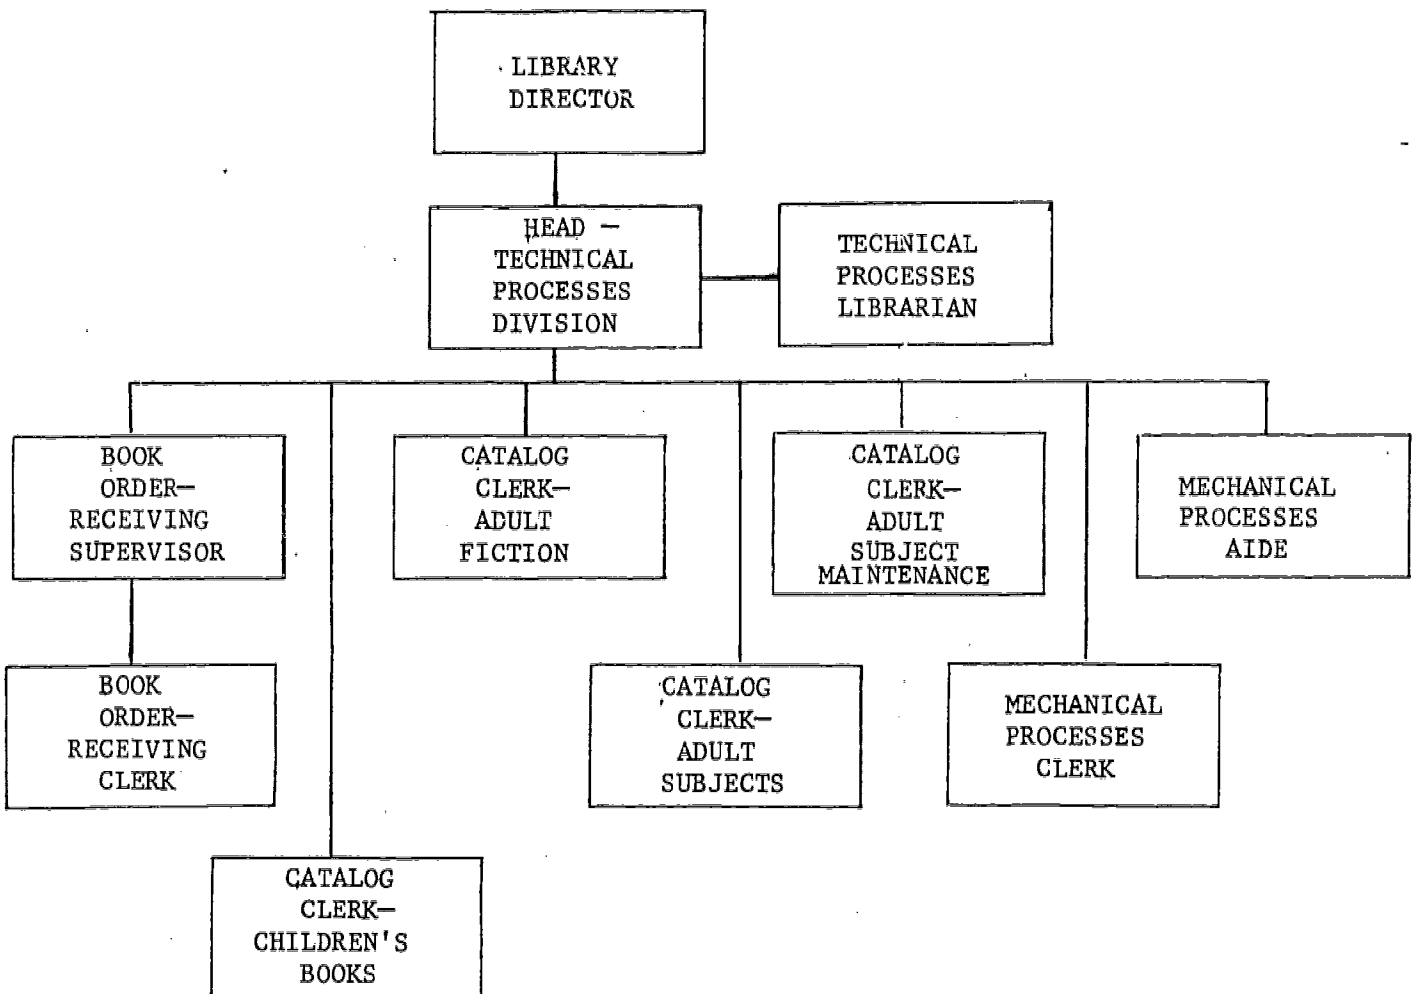 LIBRARY
DIRECTOR
HEAD —
TECHNICAL
PROCESSES
DIVISION
TECHNICAL
PROCESSES
LIBRARIAN
BOOK
ORDER—
RECEIVING
SUPERVISOR
CATALOG
CLERK—
ADULT
FICTION
CATALOG
CLERK—
ADULT
SUBJECT
MAINTENANCE
MECHANICAL
PROCESSES
AIDE
BOOK
ORDER—
RECEIVING
CLERK
CATALOG
CLERK—
ADULT
SUBJECTS
MECHANICAL
PROCESSES
CLERK
CATALOG
CLERK—
CHILDREN'S
BOOKS